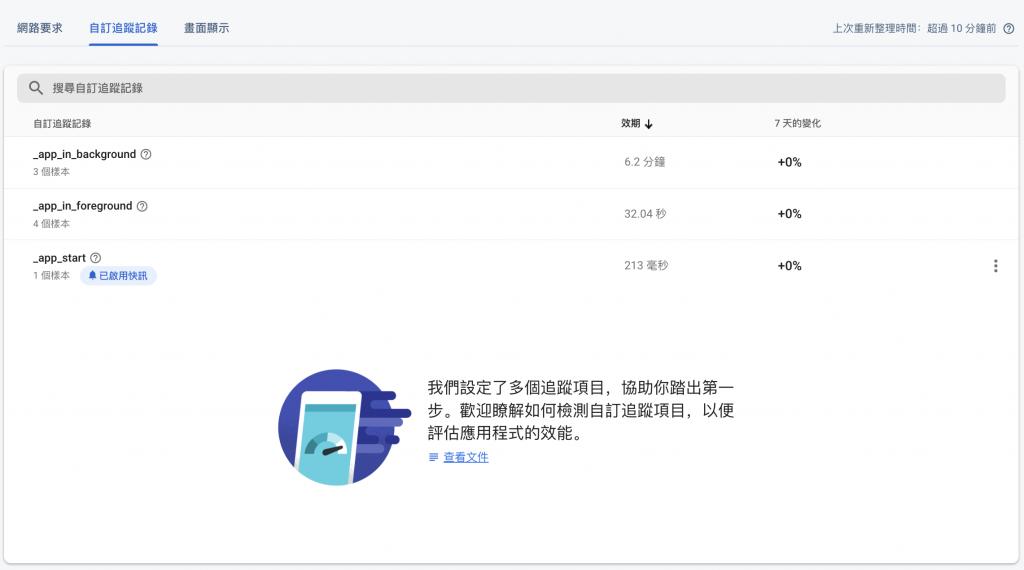 網路要求 自訂追蹤記錄 畫面顯示 上次重新整理時間：超過 10 分鐘前
搜尋自訂追蹤記錄
自訂追蹤記錄 效期 7 天的變化
_app_in_background 6.2 分鐘 +0%
3 個樣本
_app_in_foreground 32.04 秒 +0%
4 個樣本
_app_start 213 毫秒 +0%
1 個樣本 已啟用快訊
我們設定了多個追蹤項目，協助你踏出第一
步。歡迎瞭解如何檢測自訂追蹤項目，以便
評估應用程式的效能。
查看文件